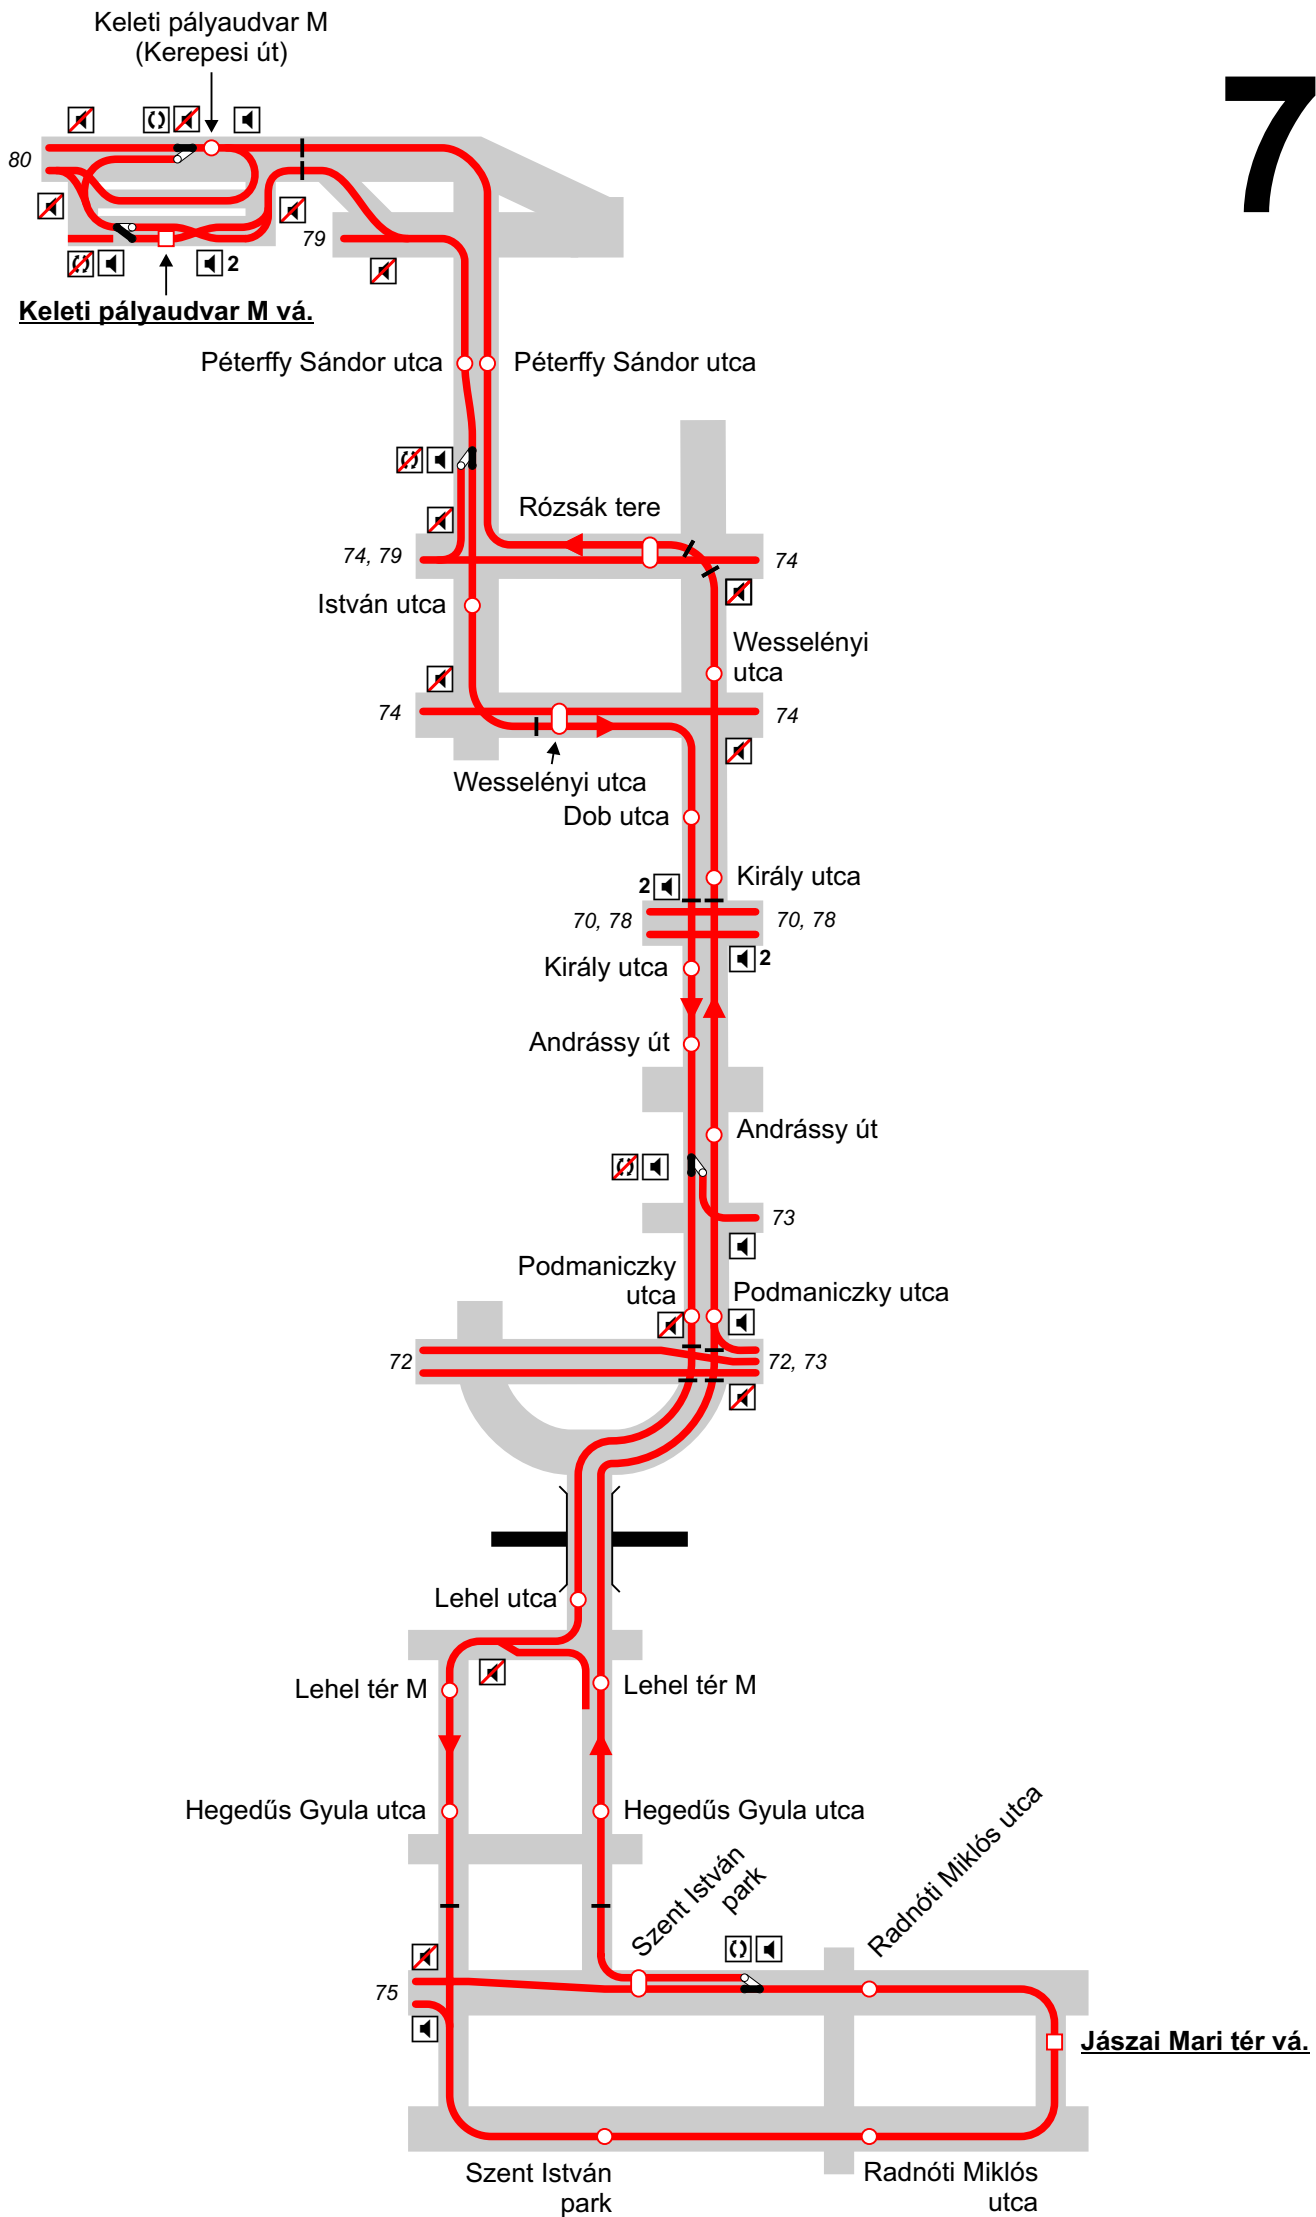 Keleti pályaudvar M
(Kerepesi út)
7
80
79
2
Keleti pályaudvar M vá.
Péterffy Sándor utca
Péterffy Sándor utca
Rózsák tere
74, 79
74
István utca
Wesselényi
utca
74
74
Wesselényi utca
Dob utca
Király utca
2
70, 78
70, 78
2
Király utca
Andrássy út
Andrássy út
73
Podmaniczky
utca
Podmaniczky utca
72
72, 73
Lehel utca
Lehel tér M
Lehel tér M
Hegedűs Gyula utca
Hegedűs Gyula utca
Szent István
park
Radnóti Miklós utca
75
Jászai Mari tér vá.
Szent István
park
Radnóti Miklós
utca